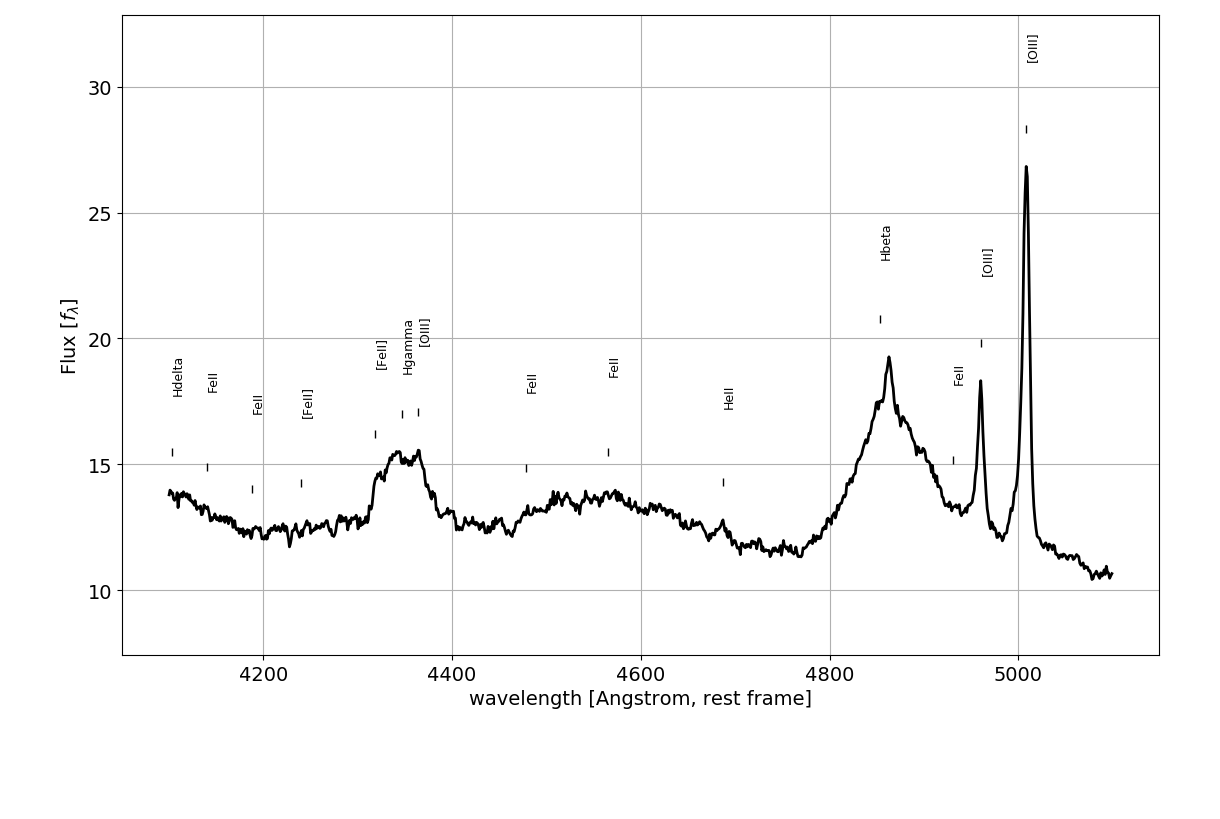 [OIII]
30
25
Hbeta
[OIII]
20
[FeII]
Hgamma
[OIII]
Hdelta
FeII
FeII
[FeII]
FeII
FeII
HeII
FeII
15
10
Flux [fλ]
4200
4400
4600
4800
5000
wavelength [Angstrom, rest frame]